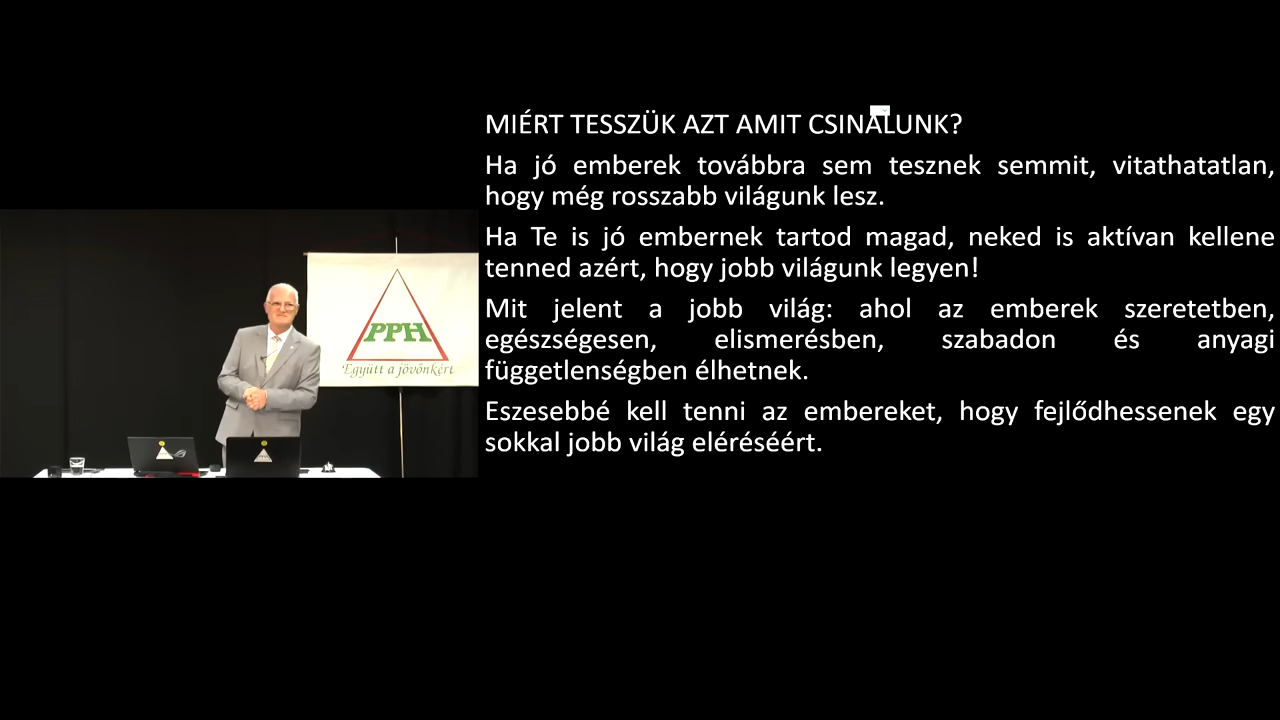 MIÉRT TESSZÜK AZT AMIT CSINÁLUNK?
Ha jó emberek továbbra sem tesznek semmit, vitathatatlan,
hogy még rosszabb világunk lesz.
Ha Te is jó embernek tartod magad, neked is aktívan kellene
tenned azért, hogy jobb világunk legyen!
Mit jelent a jobb világ: ahol az emberek szeretetben,
egészségesen, elismerésben, szabadon és anyagi
függetlenségben élhetnek.
Eszesebbé kell tenni az embereket, hogy fejlődhessenek egy
sokkal jobb világ eléréséért.
PPH
Együtt a jövőnkért